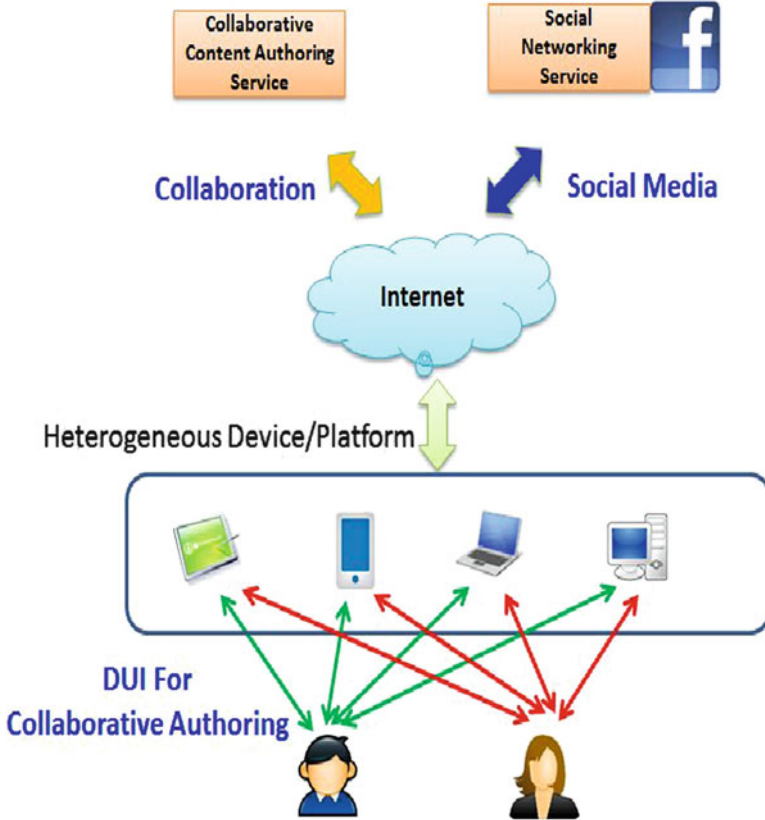 Collaborative
Content Authoring
Service
Social
Networking
Service
f
Collaboration
Social Media
Internet
Heterogeneous Device/Platform
DUI For
Collaborative Authoring